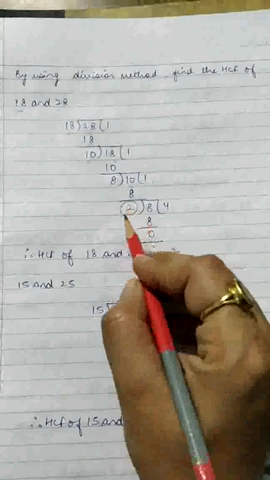 By using division method find the HCF of
18 and 28
18 ) 28 ( 1
18
10 ) 18 ( 1
10
8 ) 10 ( 1
8
2 ) 8 ( 4
8
0
∴ HCF of 18 and
15 and 25
15
∴ HCF of 15 and